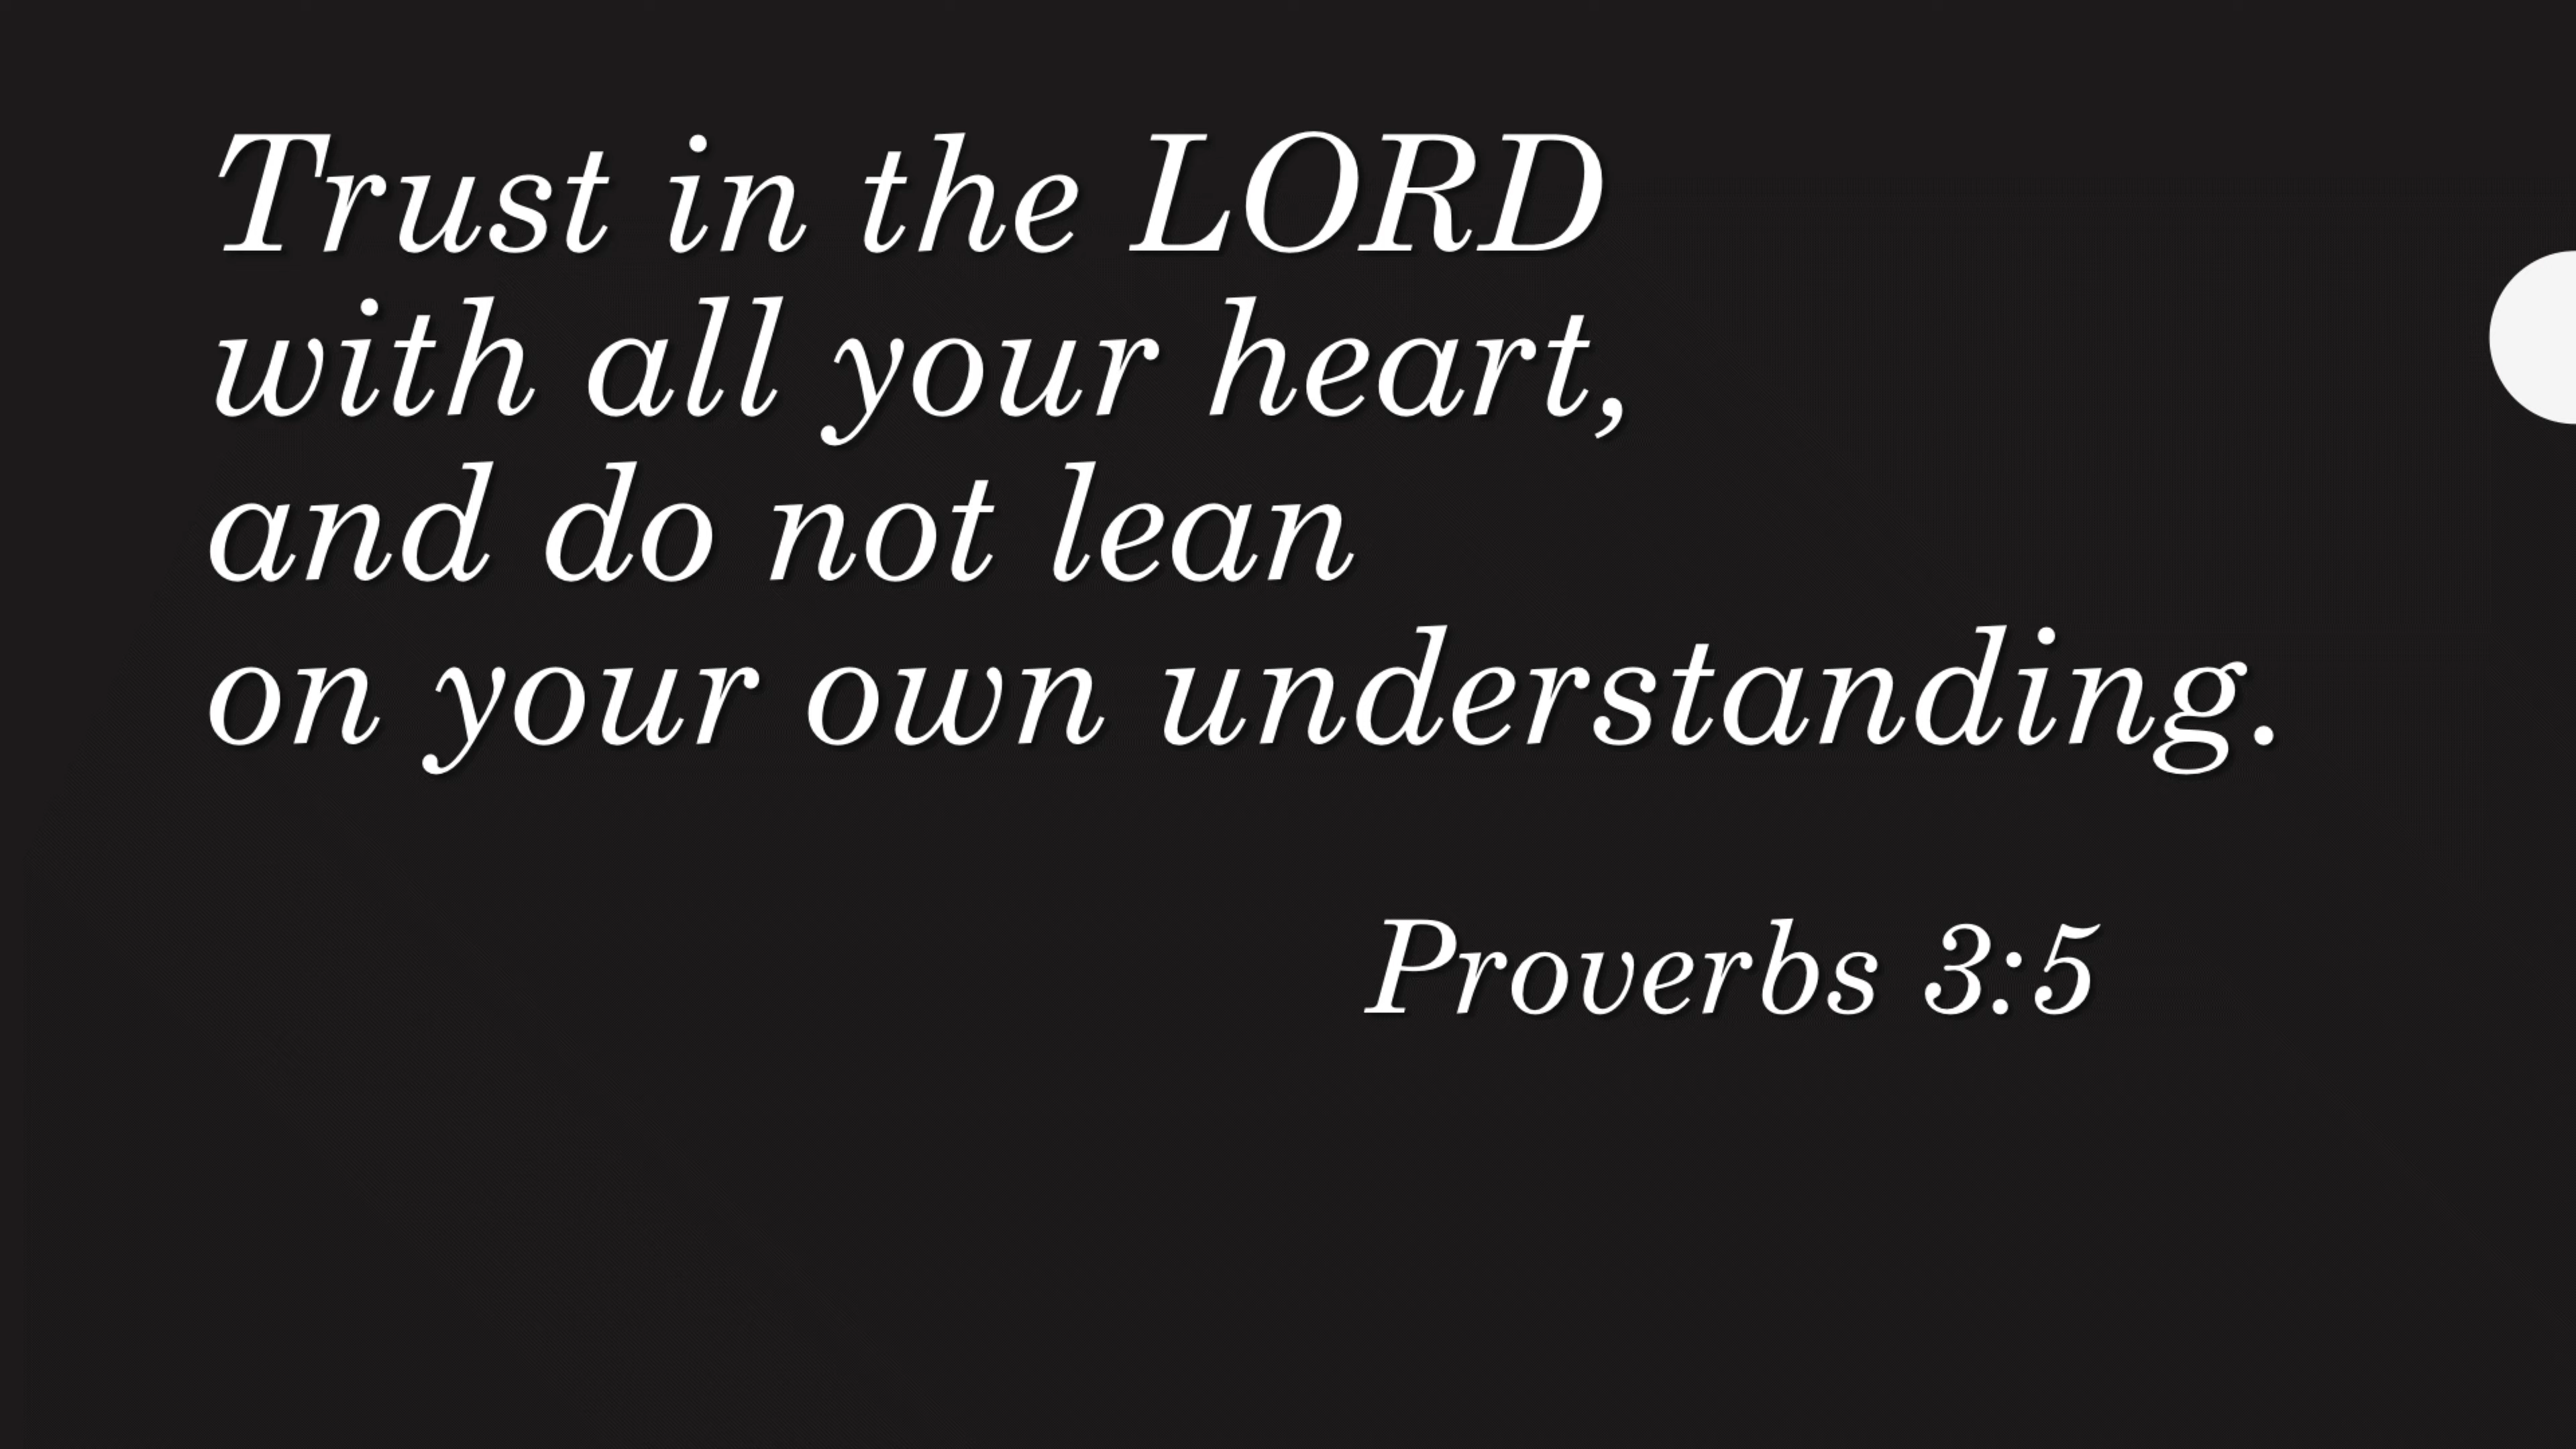 Trust in the LORD
with all your heart,
and do not lean
on your own understanding.
Proverbs 3:5